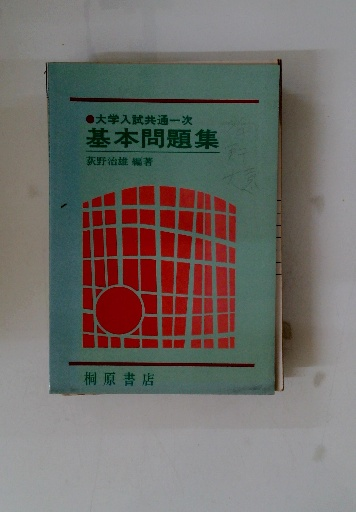 ●大学入試共通一次
基本問題集
荻野治雄 編著
桐原書店